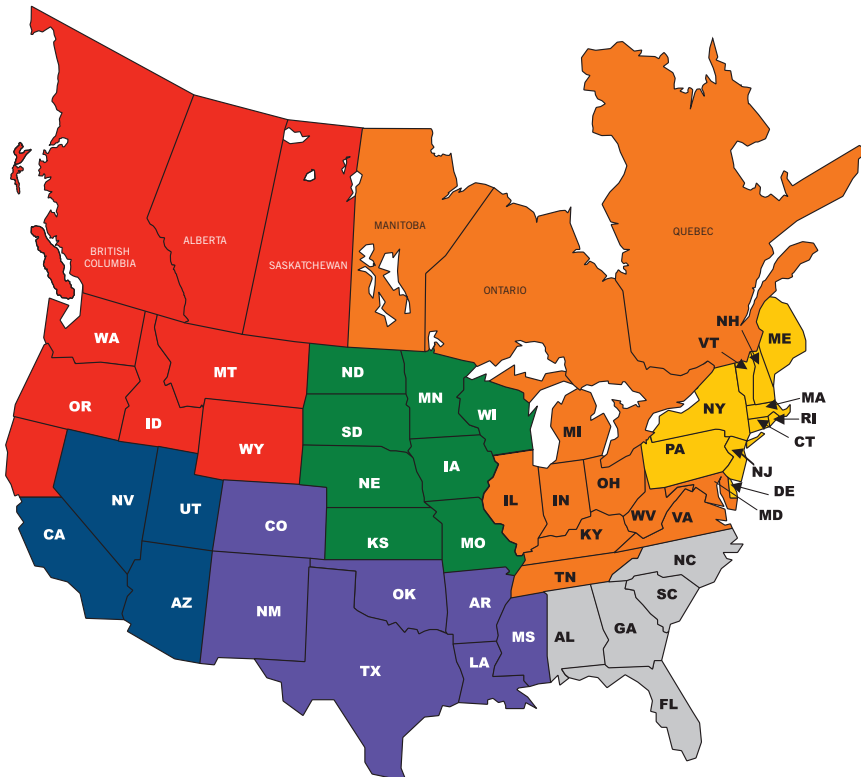 BRITISH
COLUMBIA
ALBERTA
SASKATCHEWAN
MANITOBA
ONTARIO
QUEBEC
WA
OR
ID
MT
WY
ND
SD
NE
KS
MN
IA
MO
WI
MI
IL
IN
OH
KY
WV
VA
TN
NH
VT
ME
NY
MA
RI
CT
PA
NJ
DE
MD
NV
UT
CA
AZ
CO
NM
OK
TX
AR
LA
MS
AL
GA
FL
SC
NC